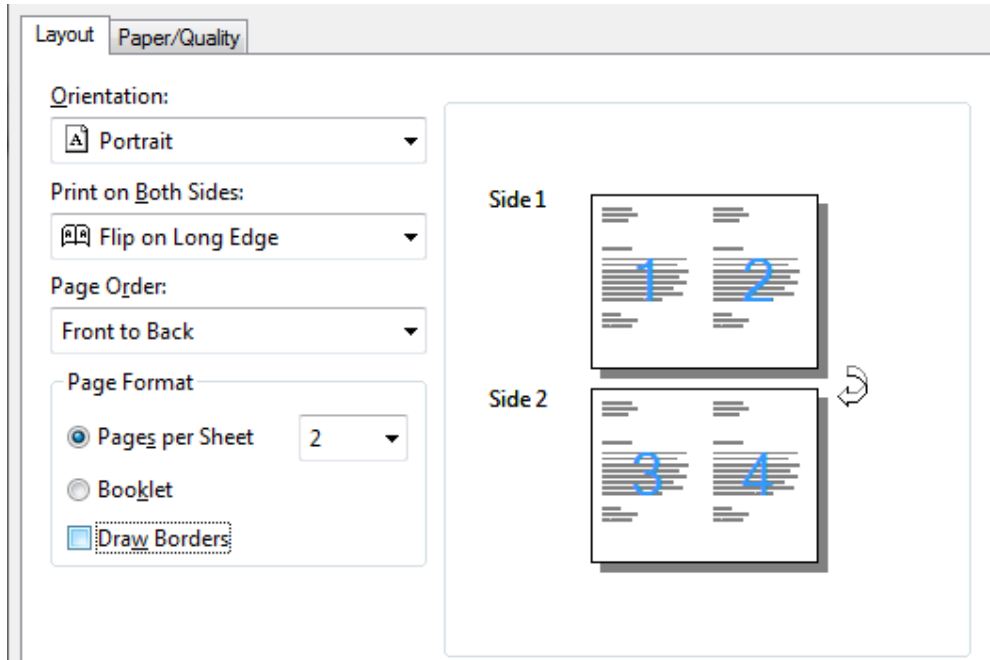 Layout Paper/Quality
Orientation:
Portrait
Print on Both Sides:
Flip on Long Edge
Page Order:
Front to Back
Page Format
Pages per Sheet 2
Booklet
Draw Borders
Side 1
1 2
Side 2
3 4